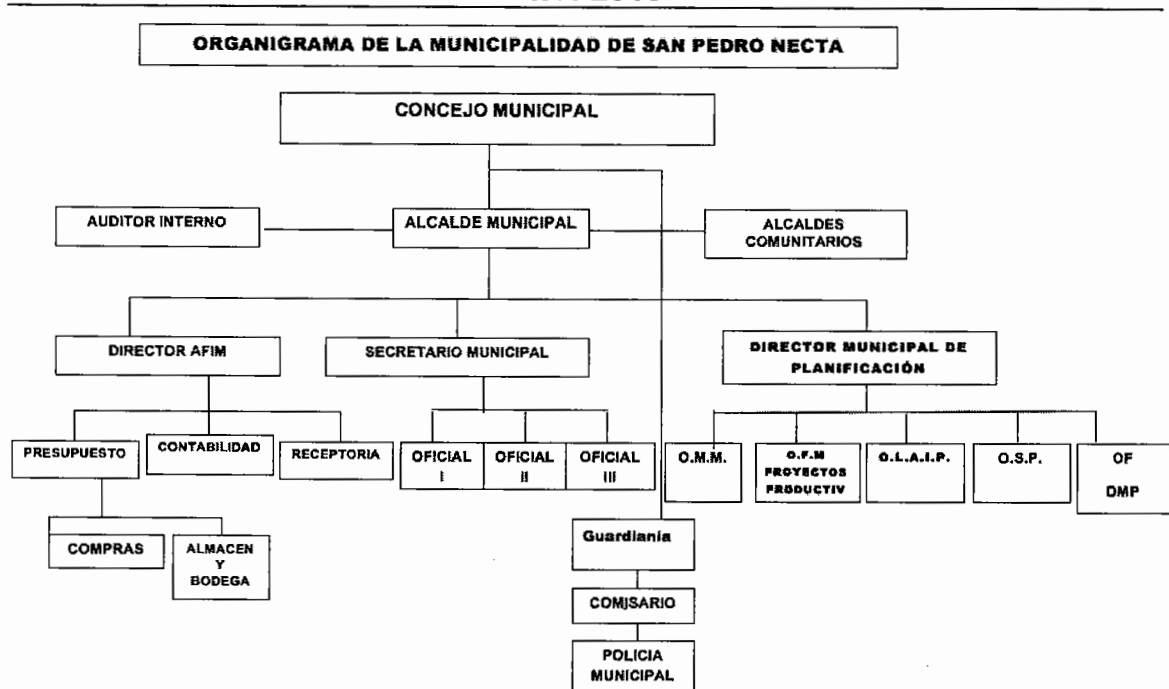 ORGANIGRAMA DE LA MUNICIPALIDAD DE SAN PEDRO NECTA
CONCEJO MUNICIPAL
AUDITOR INTERNO
ALCALDE MUNICIPAL
ALCALDES
COMUNITARIOS
DIRECTOR AFIM
SECRETARIO MUNICIPAL
DIRECTOR MUNICIPAL DE
PLANIFICACIÓN
PRESUPUESTO
CONTABILIDAD
RECEPTORIA
OFICIAL
I
OFICIAL
II
OFICIAL
III
O.M.M.
O.F.M
PROYECTOS
PRODUCTIV
O.L.A.I.P.
O.S.P.
OF
DMP
COMPRAS
ALMACEN
Y
BODEGA
Guardianía
COMISARIO
POLICIA
MUNICIPAL